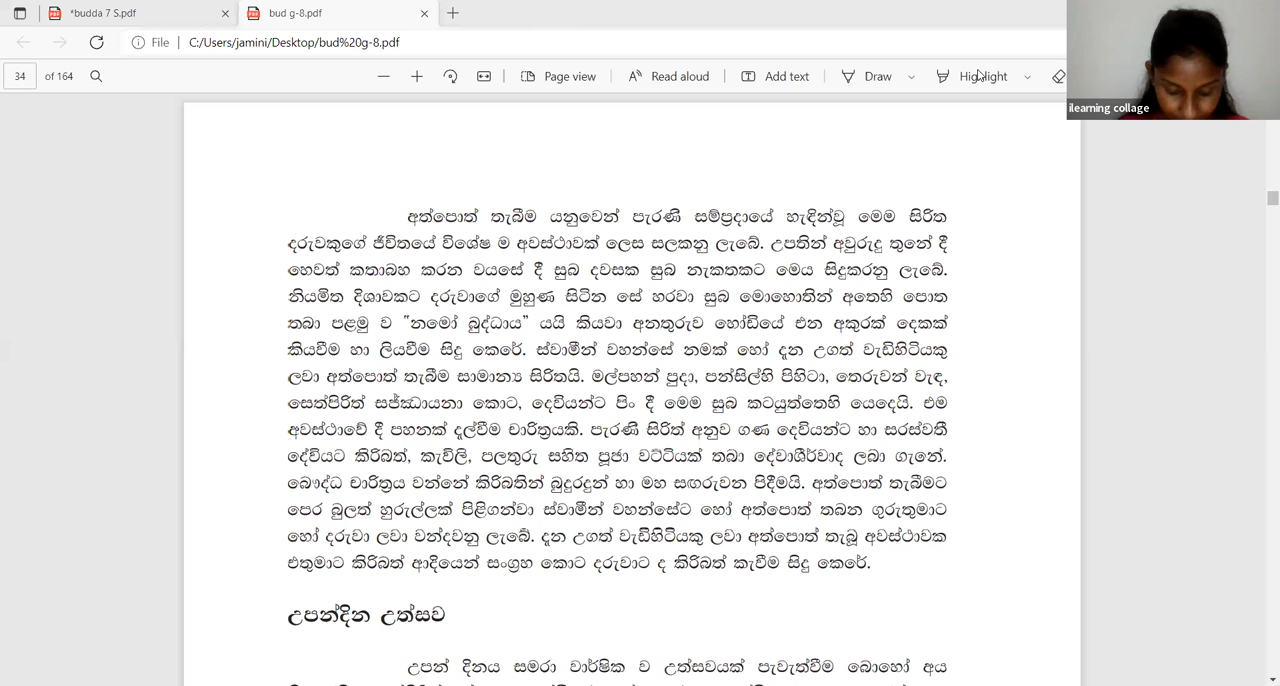 *budda 7 S.pdf
bud g-8.pdf
File
C:/Users/jamini/Desktop/bud%20g-8.pdf
34 of 164
Page view
Read aloud
Add text
Draw
Highlight
ilearning collage
අත්පොත් තැබීම යනුවෙන් පැරණි සම්ප්‍රදායේ හැඳින්වූ මෙම සිරිත
දරුවකුගේ ජීවිතයේ විශේෂ ම අවස්ථාවක් ලෙස සලකනු ලැබේ. උපතින් අවුරුදු තුනේ දී
හෙවත් කතාබහ කරන වයසේ දී සුබ දවසක සුබ නැකතකට මෙය සිදුකරනු ලැබේ.
නියමිත දිශාවකට දරුවාගේ මුහුණ සිටින සේ හරවා සුබ මොහොතින් අතෙහි පොත
තබා පළමු ව "නමෝ බුද්ධාය" යයි කියවා අනතුරුව හෝඩියේ එන අකුරක් දෙකක්
කියවීම හා ලියවීම සිදු කෙරේ. ස්වාමීන් වහන්සේ නමක් හෝ දැන උගත් වැඩිහිටියකු
ලවා අත්පොත් තැබීම සාමාන්‍ය සිරිතයි. මල්පහන් පුදා, පන්සිල්හි පිහිටා, තෙරුවන් වැඳ,
සෙත්පිරිත් සජ්ඣායනා කොට, දෙවියන්ට පිං දී මෙම සුබ කටයුත්තෙහි යෙදෙයි. එම
අවස්ථාවේ දී පහනක් දැල්වීම චාරිත්‍රයකි. පැරණි සිරිත් අනුව ගණ දෙවියන්ට හා සරස්වතී
දේවියට කිරිබත්, කැවිලි, පලතුරු සහිත පූජා වට්ටියක් තබා දේවාශීර්වාද ලබා ගැනේ.
බෞද්ධ චාරිත්‍රය වන්නේ කිරිබතින් බුදුරදුන් හා මහ සඟරුවන පිදීමයි. අත්පොත් තැබීමට
පෙර බුලත් හුරුල්ලක් පිළිගන්වා ස්වාමීන් වහන්සේට හෝ අත්පොත් තබන ගුරුතුමාට
හෝ දරුවා ලවා වන්දවනු ලැබේ. දැන උගත් වැඩිහිටියකු ලවා අත්පොත් තැබූ අවස්ථාවක
එතුමාට කිරිබත් ආදියෙන් සංග්‍රහ කොට දරුවාට ද කිරිබත් කැවීම සිදු කෙරේ.
උපන්දින උත්සව
උපන් දිනය සමරා වාර්ෂික ව උත්සවයක් පැවැත්වීම බොහෝ අය